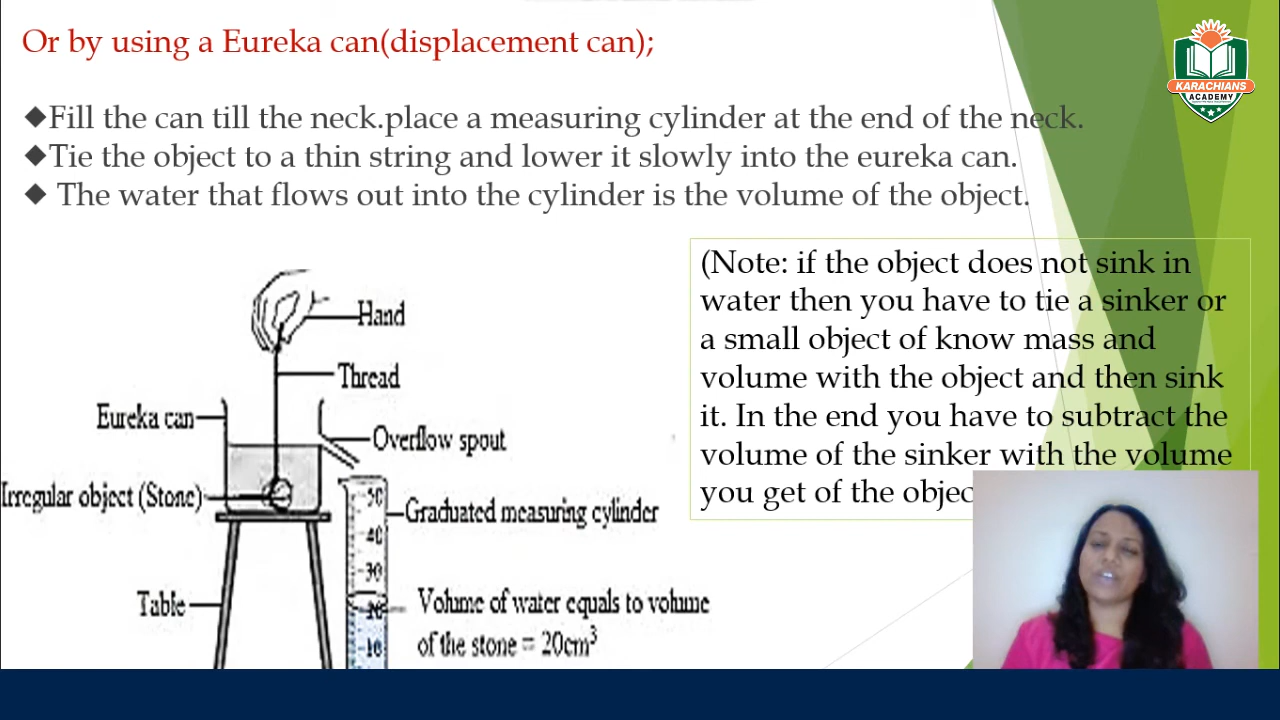 Or by using a Eureka can(displacement can);
KARACHIANS
ACADEMY
◆Fill the can till the neck.place a measuring cylinder at the end of the neck.
◆Tie the object to a thin string and lower it slowly into the eureka can.
◆ The water that flows out into the cylinder is the volume of the object.
(Note: if the object does not sink in
water then you have to tie a sinker or
a small object of know mass and
volume with the object and then sink
it. In the end you have to subtract the
volume of the sinker with the volume
you get of the objec
Hand
Thread
Eureka can
Overflow spout
Irregular object (Stone)
50
Graduated measuring cylinder
40
30
Table
20
Volume of water equals to volume
of the stone = 20cm³
10